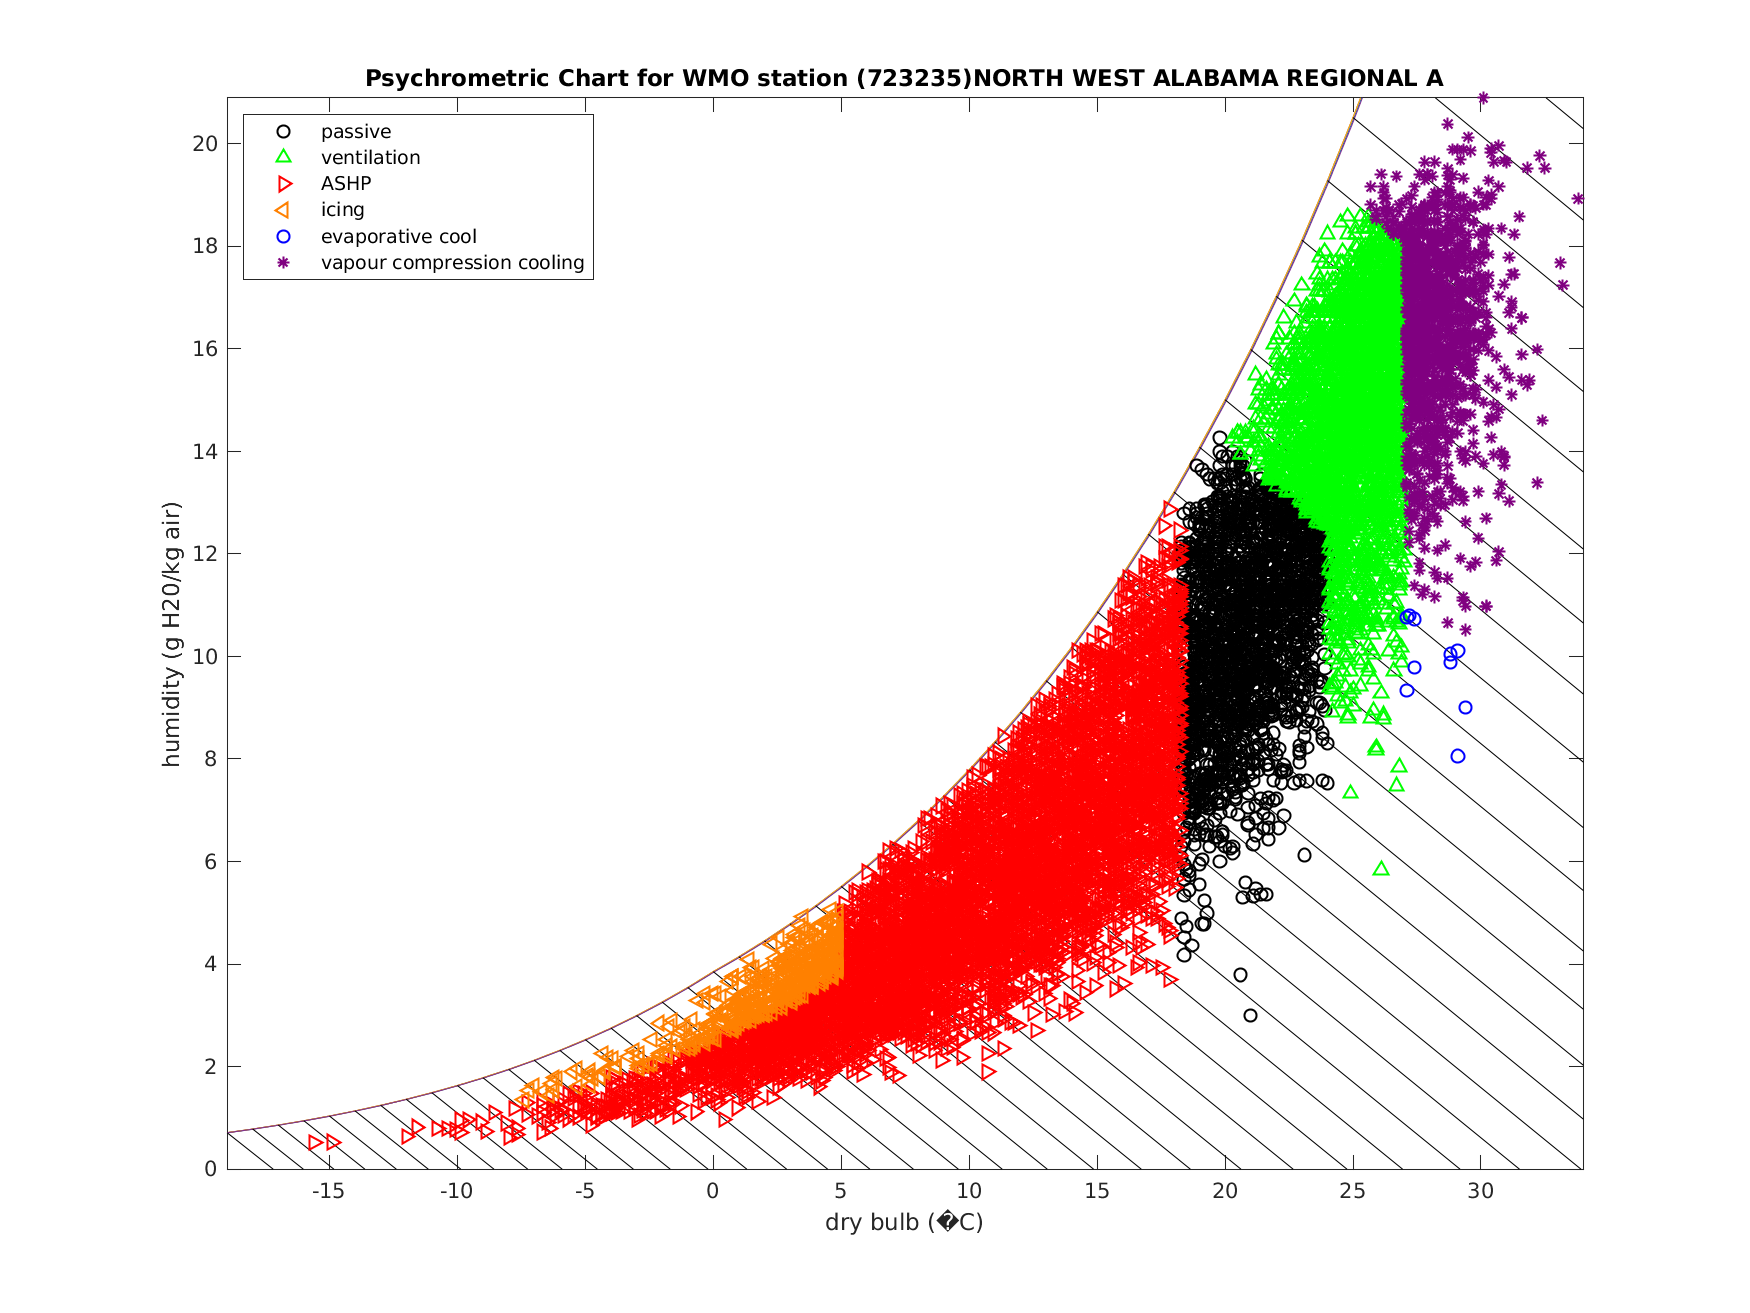 Psychrometric Chart for WMO station (723235)NORTH WEST ALABAMA REGIONAL A
passive
ventilation
ASHP
icing
evaporative cool
vapour compression cooling
humidity (g H20/kg air)
20
18
16
14
12
10
8
6
4
2
0
-15 -10 -5 0 5 10 15 20 25 30
dry bulb (�C)